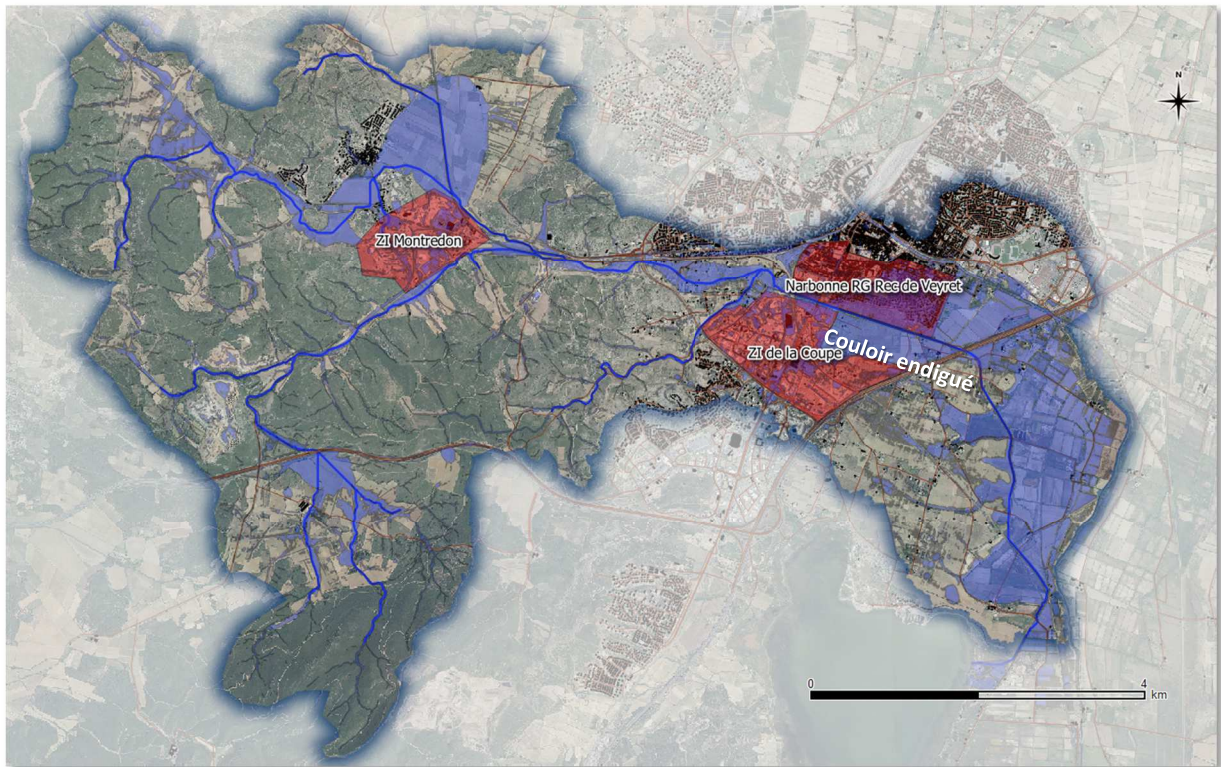 N
ZI Montredon
Narbonne RG Rec de Veyret
ZI de la Coupe
Couloir endigué
0
4
km